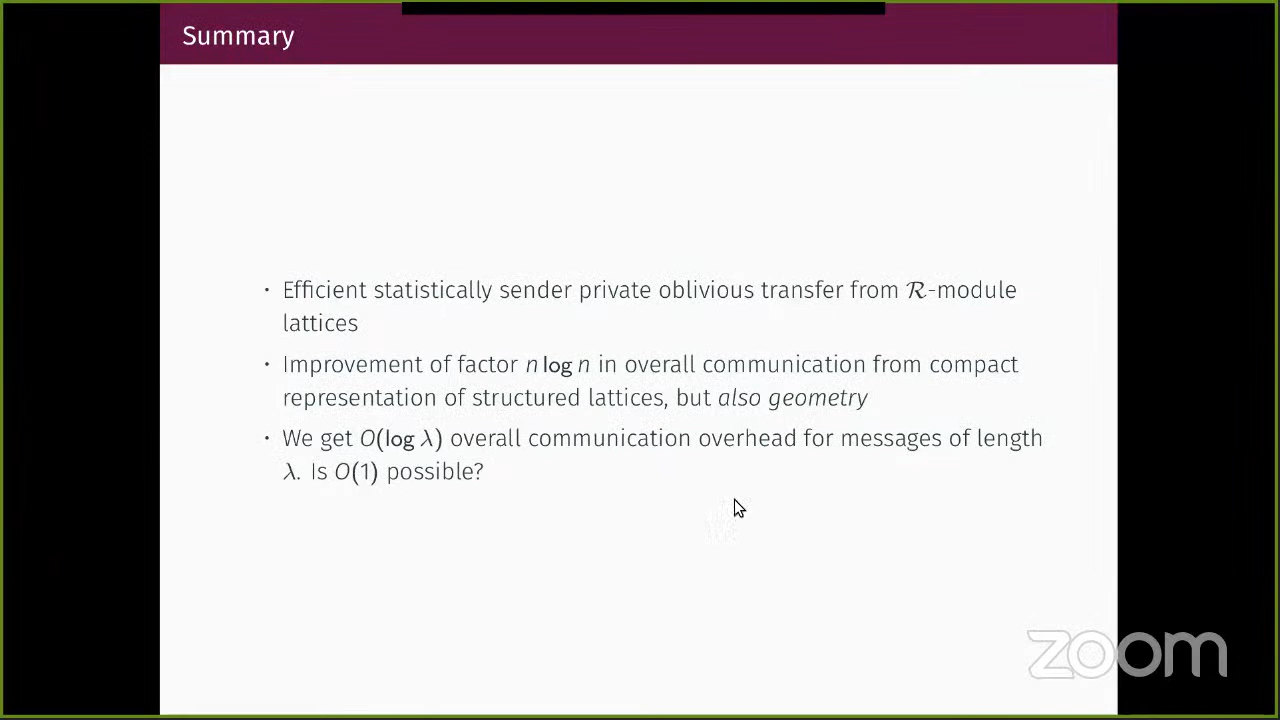 Summary
• Efficient statistically sender private oblivious transfer from ℛ-module
lattices
• Improvement of factor n log n in overall communication from compact
representation of structured lattices, but also geometry
• We get O(log λ) overall communication overhead for messages of length
λ. Is O(1) possible?
zoom